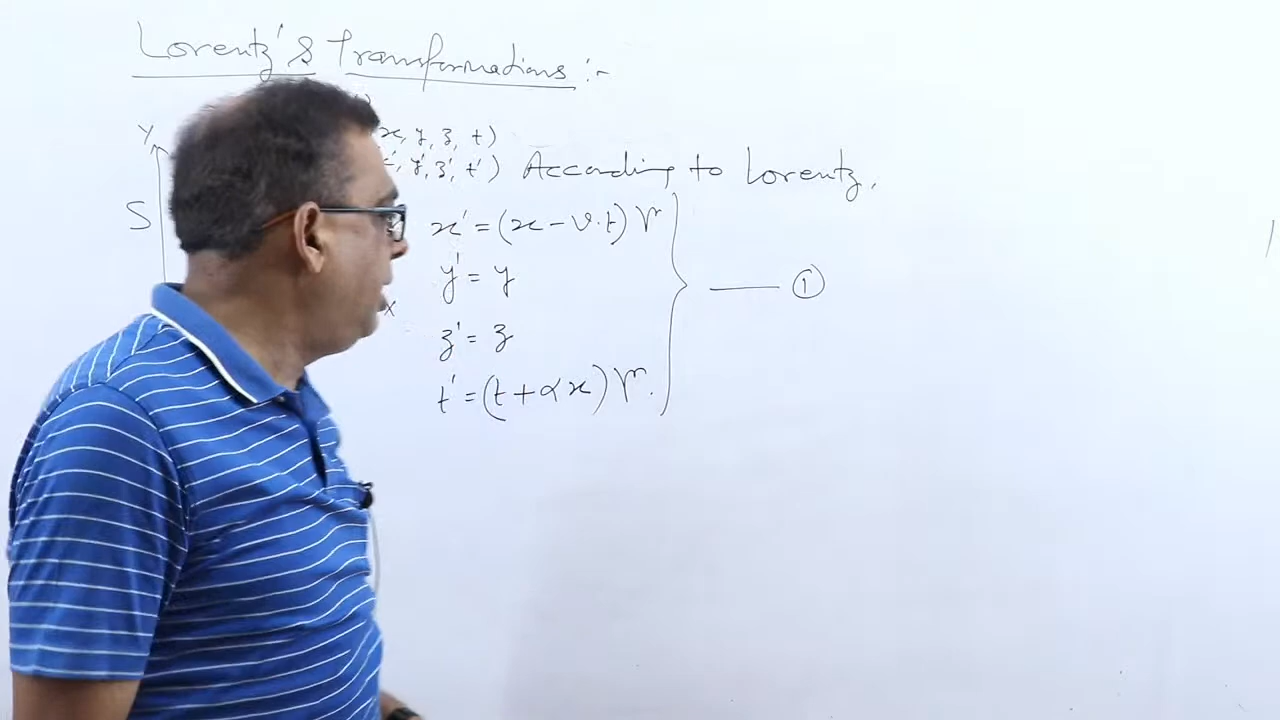 Lorentz's Transformations :-
Y
x, y, z, t)
', y', z', t') According to Lorentz,
S
x' = (x - v.t) γ
y' = y
x
z' = z
t' = (t + αx) γ.
①